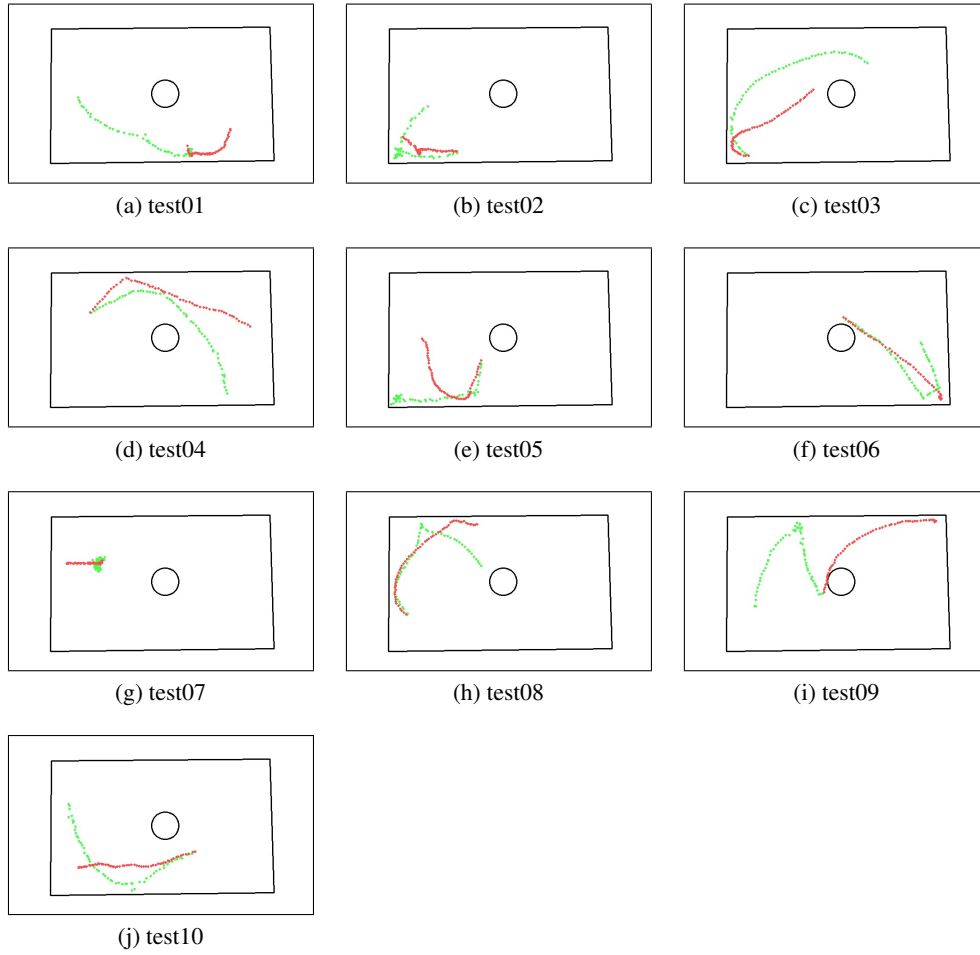 (a) test01
(b) test02
(c) test03
(d) test04
(e) test05
(f) test06
(g) test07
(h) test08
(i) test09
(j) test10